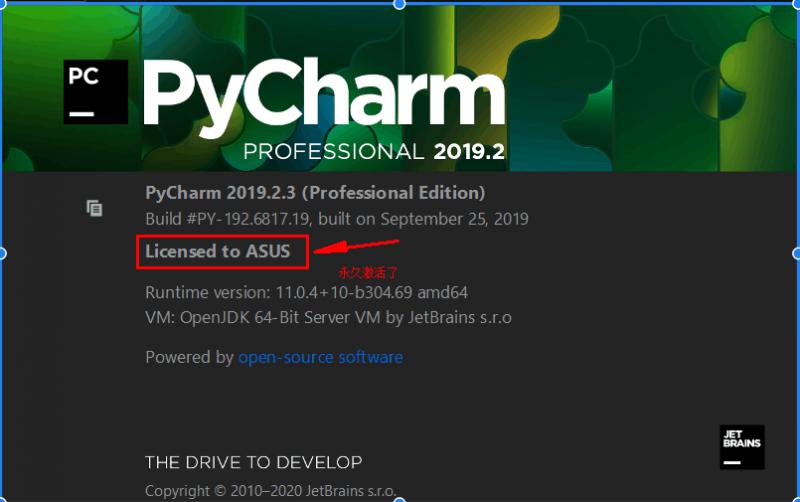 PC
PyCharm
PROFESSIONAL 2019.2
PyCharm 2019.2.3 (Professional Edition)
Build #PY-192.6817.19, built on September 25, 2019
Licensed to ASUS
永久激活了
Runtime version: 11.0.4+10-b304.69 amd64
VM: OpenJDK 64-Bit Server VM by JetBrains s.r.o
Powered by open-source software
JET
BRAINS
THE DRIVE TO DEVELOP
Copyright © 2010–2020 JetBrains s.r.o.